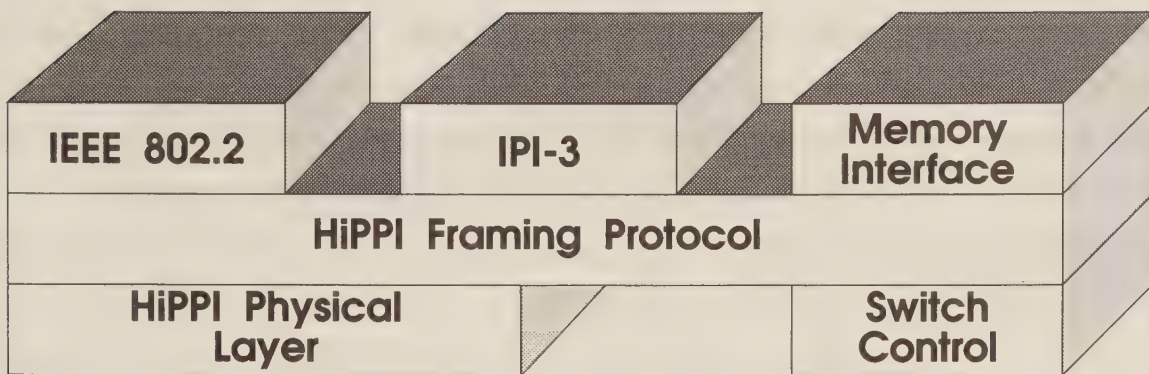 IEEE 802.2
IPI-3
Memory
Interface
HiPPI Framing Protocol
HiPPI Physical
Layer
Switch
Control